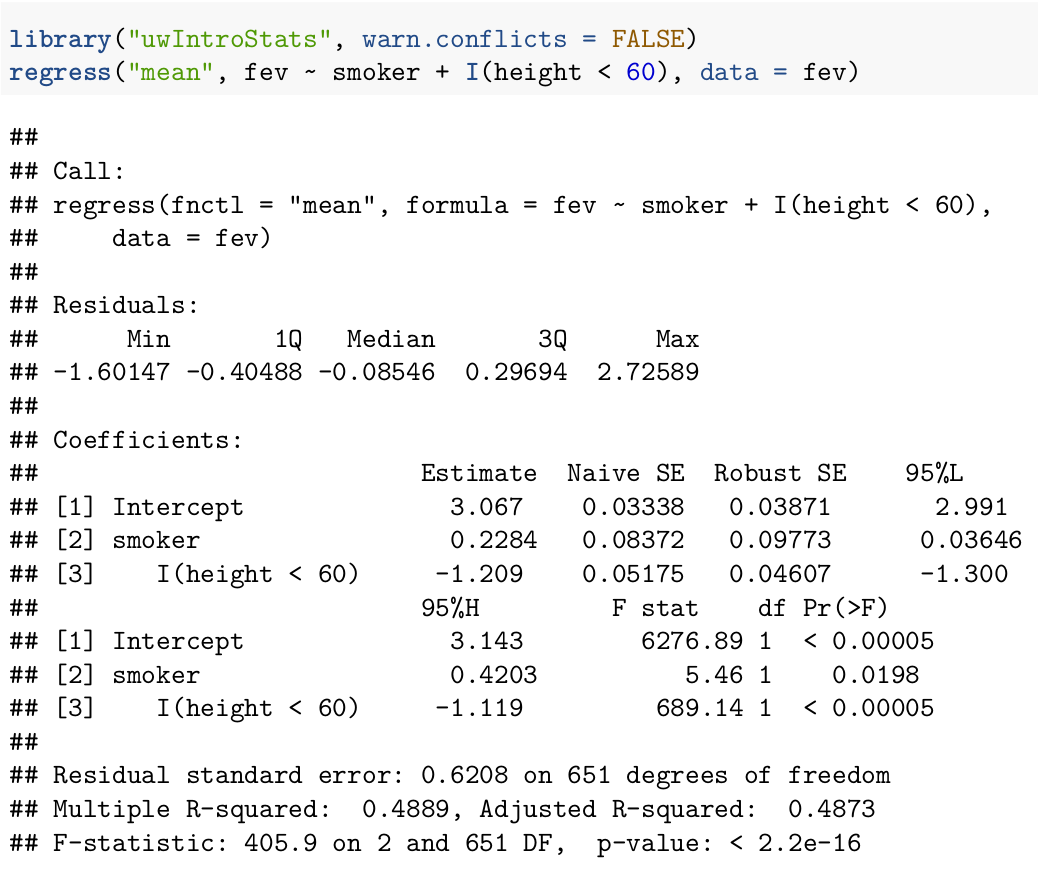 library("uwIntroStats", warn.conflicts = FALSE)
regress("mean", fev ~ smoker + I(height < 60), data = fev)
##
## Call:
## regress(fnctl = "mean", formula = fev ~ smoker + I(height < 60),
##     data = fev)
##
## Residuals:
##      Min       1Q   Median       3Q      Max
## -1.60147 -0.40488 -0.08546  0.29694  2.72589
##
## Coefficients:
##                          Estimate  Naive SE  Robust SE    95%L
## [1] Intercept              3.067    0.03338   0.03871       2.991
## [2] smoker                 0.2284   0.08372   0.09773      0.03646
## [3]    I(height < 60)     -1.209    0.05175   0.04607      -1.300
##                          95%H         F stat    df Pr(>F)
## [1] Intercept              3.143        6276.89 1  < 0.00005
## [2] smoker                 0.4203          5.46 1    0.0198
## [3]    I(height < 60)     -1.119         689.14 1  < 0.00005
##
## Residual standard error: 0.6208 on 651 degrees of freedom
## Multiple R-squared:  0.4889, Adjusted R-squared:  0.4873
## F-statistic: 405.9 on 2 and 651 DF,  p-value: < 2.2e-16